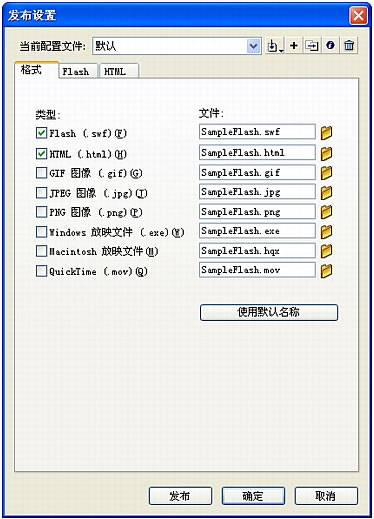 发布设置
当前配置文件: 默认
格式 Flash HTML
类型: 文件:
Flash (.swf)(F) SampleFlash.swf
HTML (.html)(H) SampleFlash.html
GIF 图像 (.gif)(G) SampleFlash.gif
JPEG 图像 (.jpg)(J) SampleFlash.jpg
PNG 图像 (.png)(P) SampleFlash.png
Windows 放映文件 (.exe)(W) SampleFlash.exe
Macintosh 放映文件(M) SampleFlash.hqx
QuickTime (.mov)(Q) SampleFlash.mov
使用默认名称
发布 确定 取消